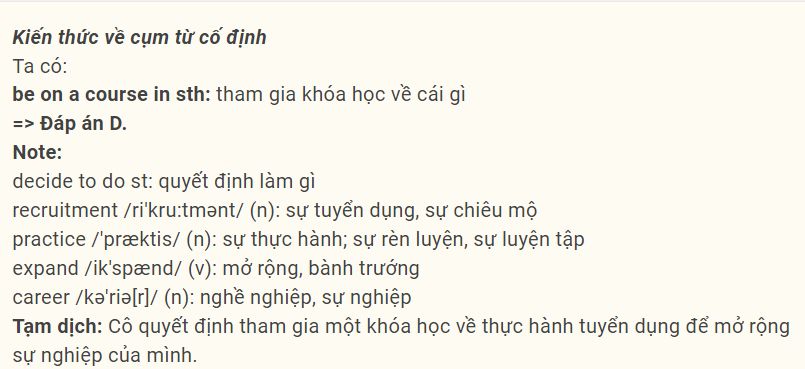 Kiến thức về cụm từ cố định
Ta có:
be on a course in sth: tham gia khóa học về cái gì
=> Đáp án D.
Note:
decide to do st: quyết định làm gì
recruitment /ri'kru:tmənt/ (n): sự tuyển dụng, sự chiêu mộ
practice /'præktis/ (n): sự thực hành; sự rèn luyện, sự luyện tập
expand /ik'spænd/ (v): mở rộng, bành trướng
career /kə'riə[r]/ (n): nghề nghiệp, sự nghiệp
Tạm dịch: Cô quyết định tham gia một khóa học về thực hành tuyển dụng để mở rộng
sự nghiệp của mình.